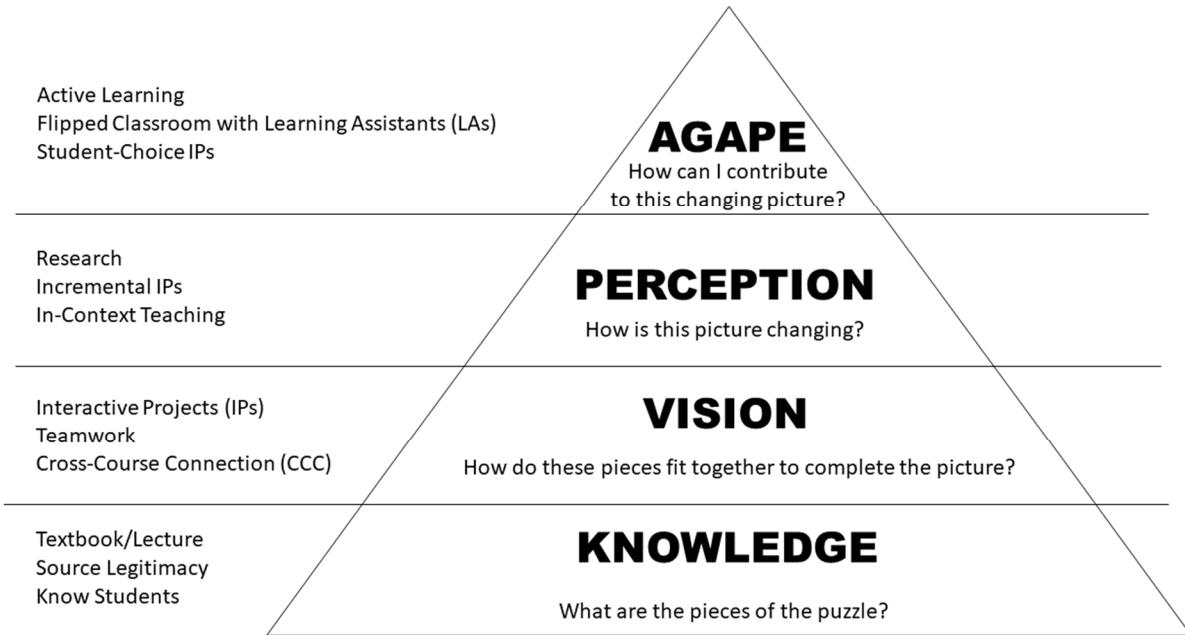 Active Learning
Flipped Classroom with Learning Assistants (LAs)
Student-Choice IPs
AGAPE
How can I contribute
to this changing picture?
Research
Incremental IPs
In-Context Teaching
PERCEPTION
How is this picture changing?
Interactive Projects (IPs)
Teamwork
Cross-Course Connection (CCC)
VISION
How do these pieces fit together to complete the picture?
Textbook/Lecture
Source Legitimacy
Know Students
KNOWLEDGE
What are the pieces of the puzzle?